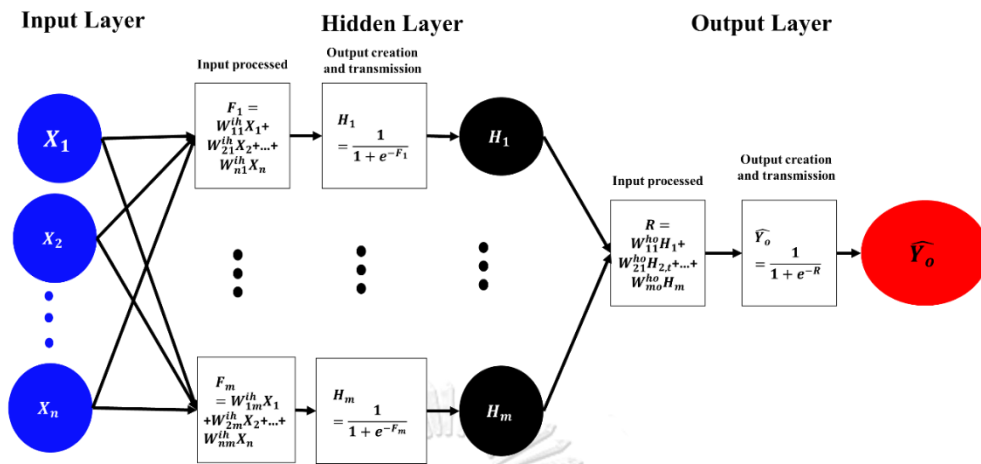 Input Layer
Hidden Layer
Output Layer
Input processed
Output creation
and transmission
X₁
F₁ =
W₁₁ⁱʰX₁+
W₂₁ⁱʰX₂+...+
Wₙ₁ⁱʰXₙ
H₁
= 1 / (1 + e^(−F₁))
H₁
X₂
Input processed
Output creation
and transmission
R =
W₁₁ʰᵒH₁+
W₂₁ʰᵒH₂,ₜ+...+
WₘₒʰᵒHₘ
Ŷₒ
= 1 / (1 + e^(−R))
Ŷₒ
Xₙ
Fₘ
= W₁ₘⁱʰX₁
+W₂ₘⁱʰX₂+...+
WₙₘⁱʰXₙ
Hₘ
= 1 / (1 + e^(−Fₘ))
Hₘ